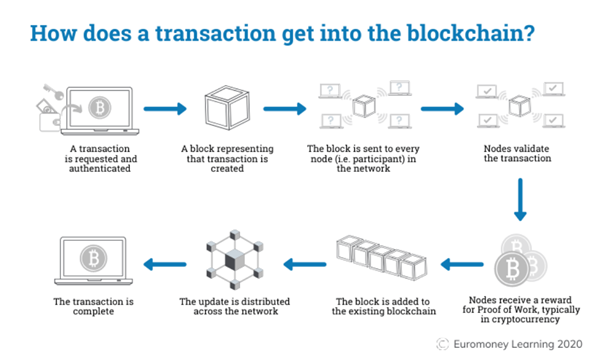 How does a transaction get into the blockchain?
A transaction
is requested and
authenticated
A block representing
that transaction is
created
The block is sent to every
node (i.e. participant) in
the network
Nodes validate
the transaction
Nodes receive a reward
for Proof of Work, typically
in cryptocurrency
The block is added to the
existing blockchain
The update is distributed
across the network
The transaction is
complete
© Euromoney Learning 2020